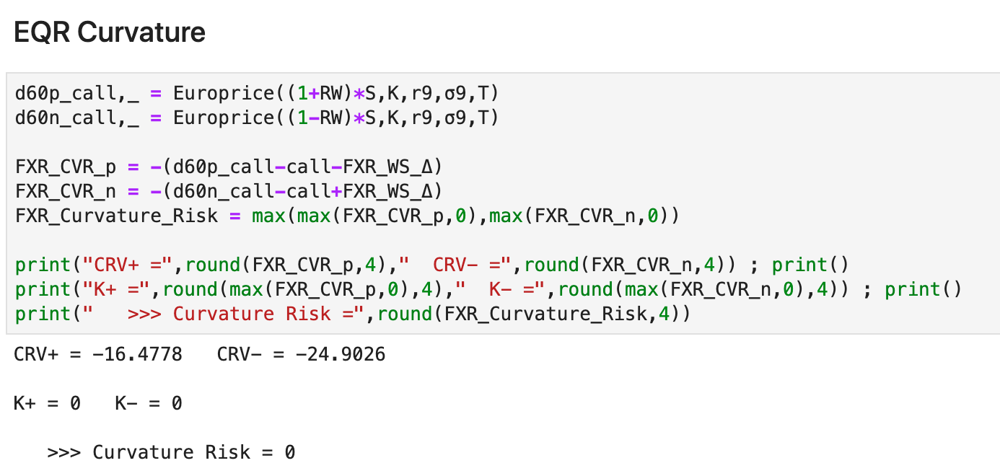 EQR Curvature
d60p_call,_ = Europrice((1+RW)*S,K,r9,σ9,T)
d60n_call,_ = Europrice((1-RW)*S,K,r9,σ9,T)
FXR_CVR_p = -(d60p_call-call-FXR_WS_Δ)
FXR_CVR_n = -(d60n_call-call+FXR_WS_Δ)
FXR_Curvature_Risk = max(max(FXR_CVR_p,0),max(FXR_CVR_n,0))
print("CRV+ =",round(FXR_CVR_p,4),"  CRV- =",round(FXR_CVR_n,4)) ; print()
print("K+ =",round(max(FXR_CVR_p,0),4),"  K- =",round(max(FXR_CVR_n,0),4)) ; print()
print("   >>> Curvature Risk =",round(FXR_Curvature_Risk,4))
CRV+ = -16.4778   CRV- = -24.9026
K+ = 0   K- = 0
   >>> Curvature Risk = 0